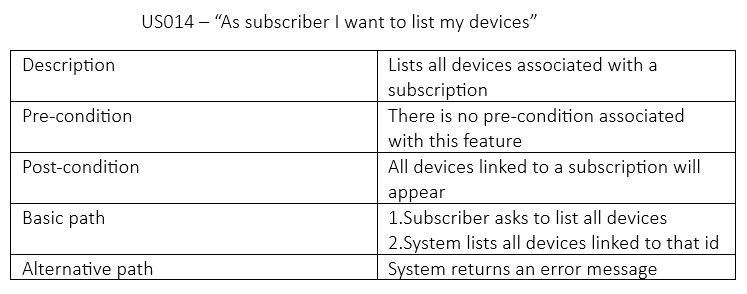 US014 – “As subscriber I want to list my devices”
Description
Lists all devices associated with a
subscription
Pre-condition
There is no pre-condition associated
with this feature
Post-condition
All devices linked to a subscription will
appear
Basic path
1.Subscriber asks to list all devices
2.System lists all devices linked to that id
Alternative path
System returns an error message